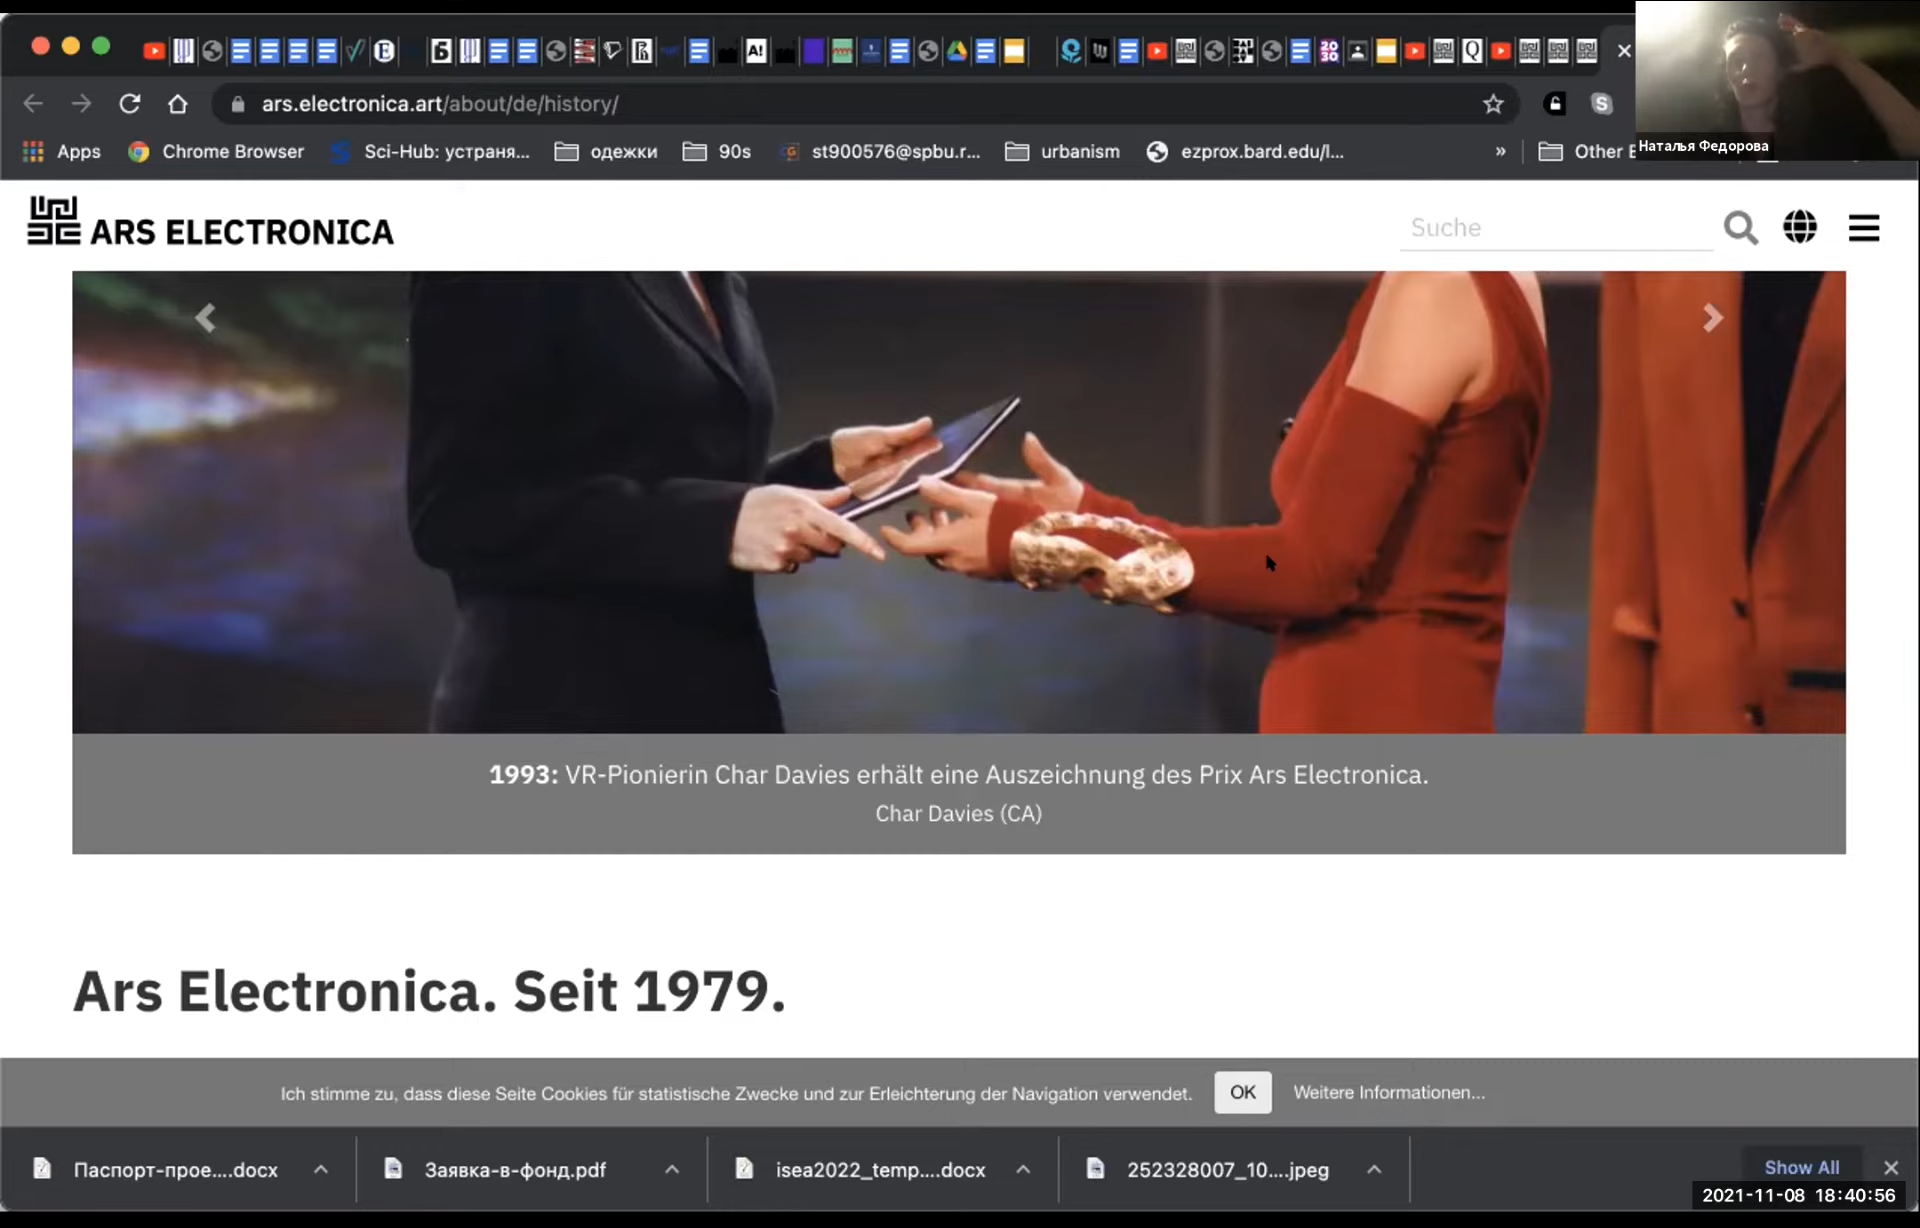 Б
A!
20
30
Q
ars.electronica.art/about/de/history/
S
Apps
Chrome Browser
Sci-Hub: устраня...
одежки
90s
st900576@spbu.r...
urbanism
ezprox.bard.edu/l...
»
Other
Наталья Федорова
ARS ELECTRONICA
Suche
1993: VR-Pionierin Char Davies erhält eine Auszeichnung des Prix Ars Electronica.
Char Davies (CA)
Ars Electronica. Seit 1979.
Ich stimme zu, dass diese Seite Cookies für statistische Zwecke und zur Erleichterung der Navigation verwendet.
OK
Weitere Informationen...
Паспорт-прое....docx
Заявка-в-фонд.pdf
isea2022_temp....docx
252328007_10....jpeg
Show All
2021-11-08 18:40:56